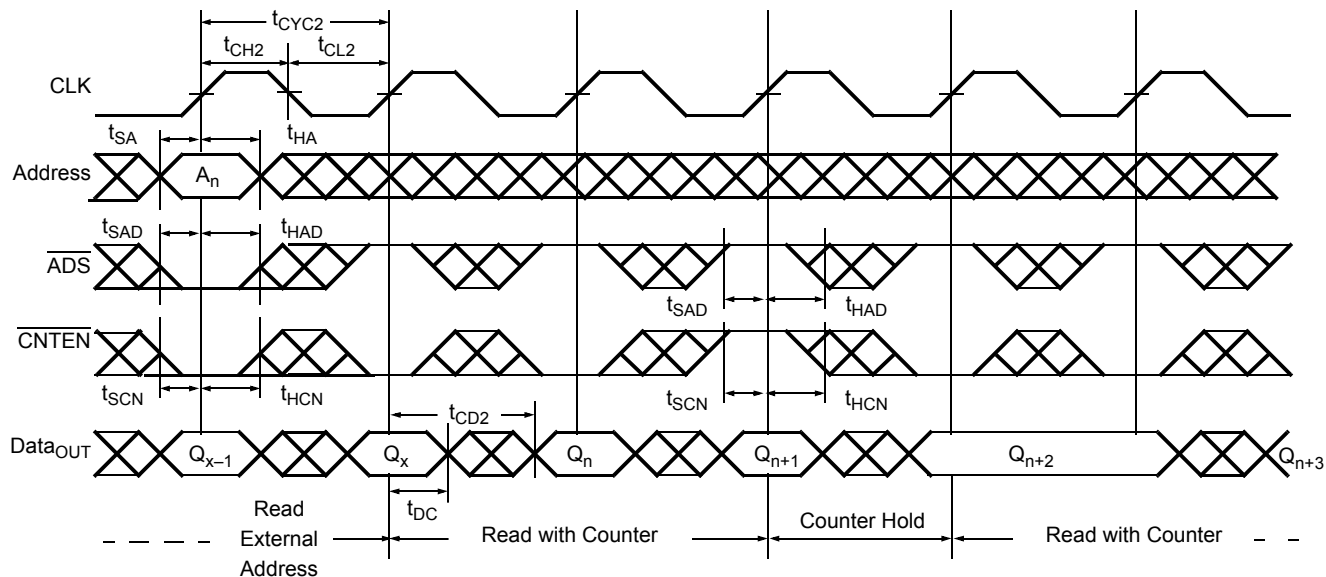 tCYC2
tCH2 tCL2
CLK
tSA tHA
Address An
tSAD tHAD
ADS
tSAD tHAD
CNTEN
tSCN tHCN tSCN tHCN
tCD2
DataOUT Qx–1 Qx Qn Qn+1 Qn+2 Qn+3
tDC
Read External Address
Read with Counter
Counter Hold
Read with Counter